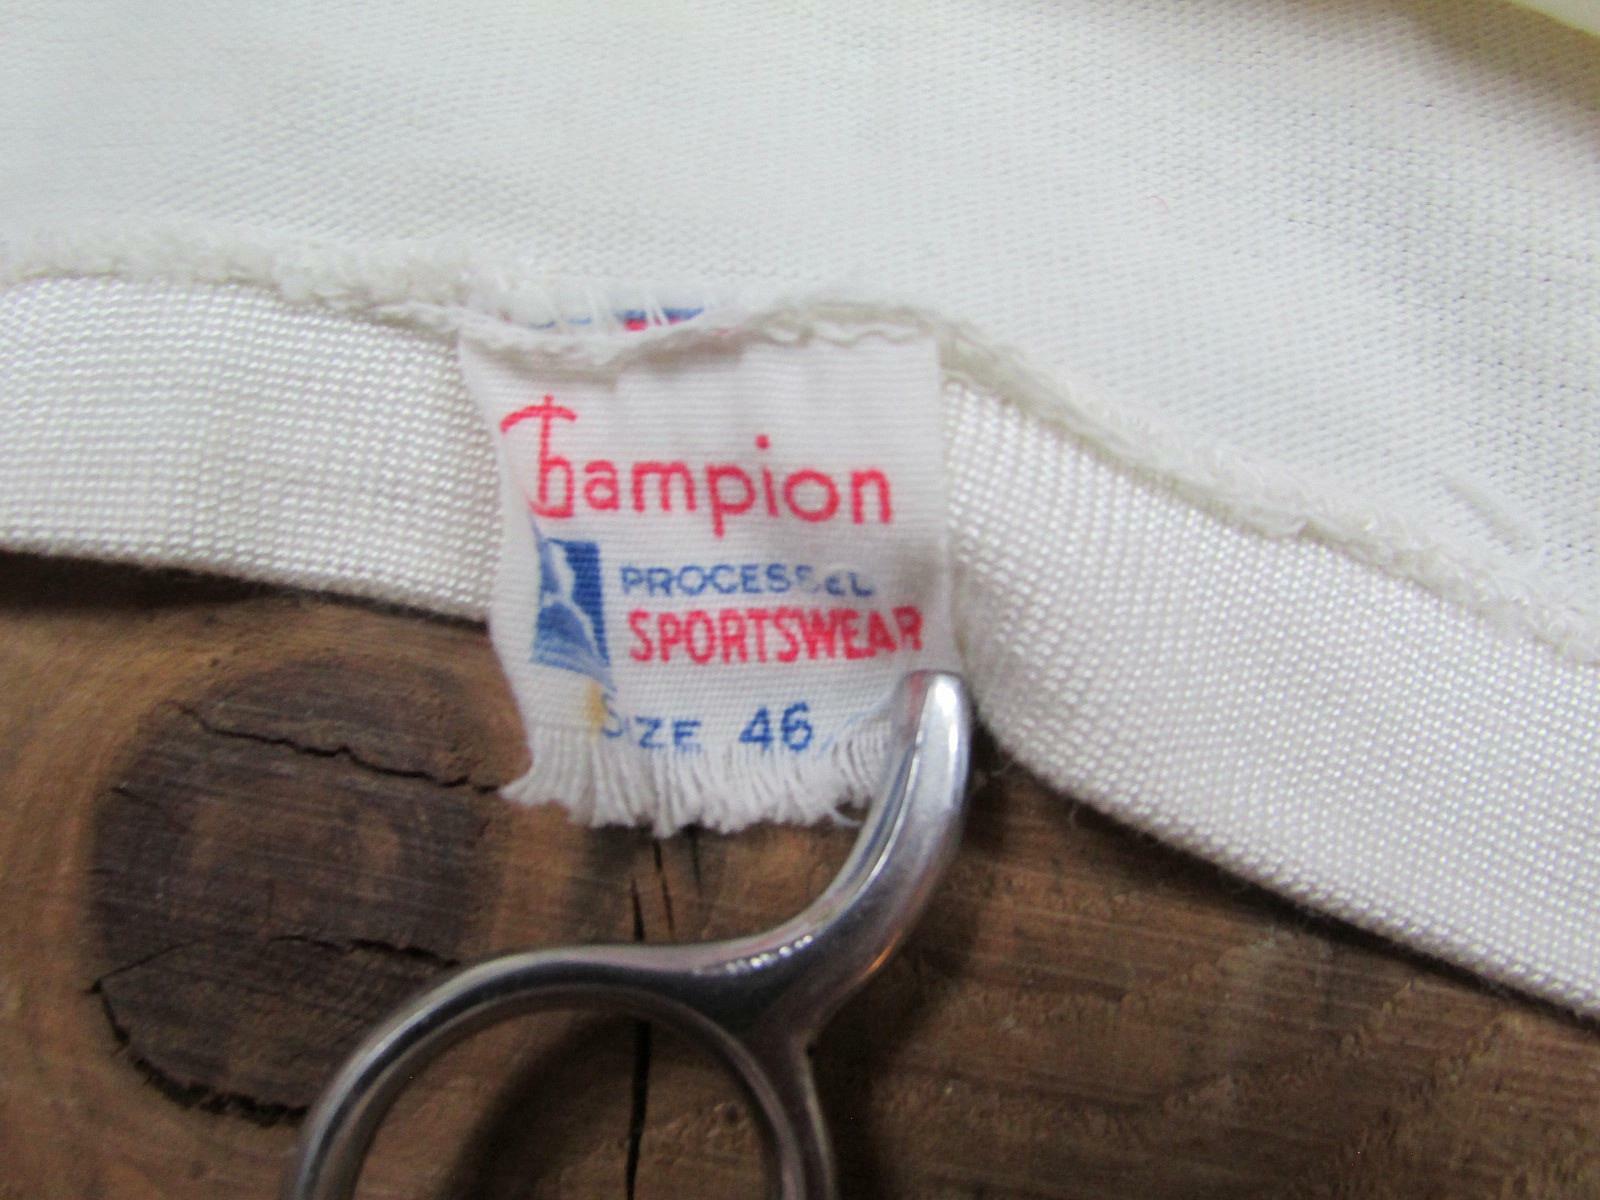 Champion
PROCESSED
SPORTSWEAR
SIZE 46